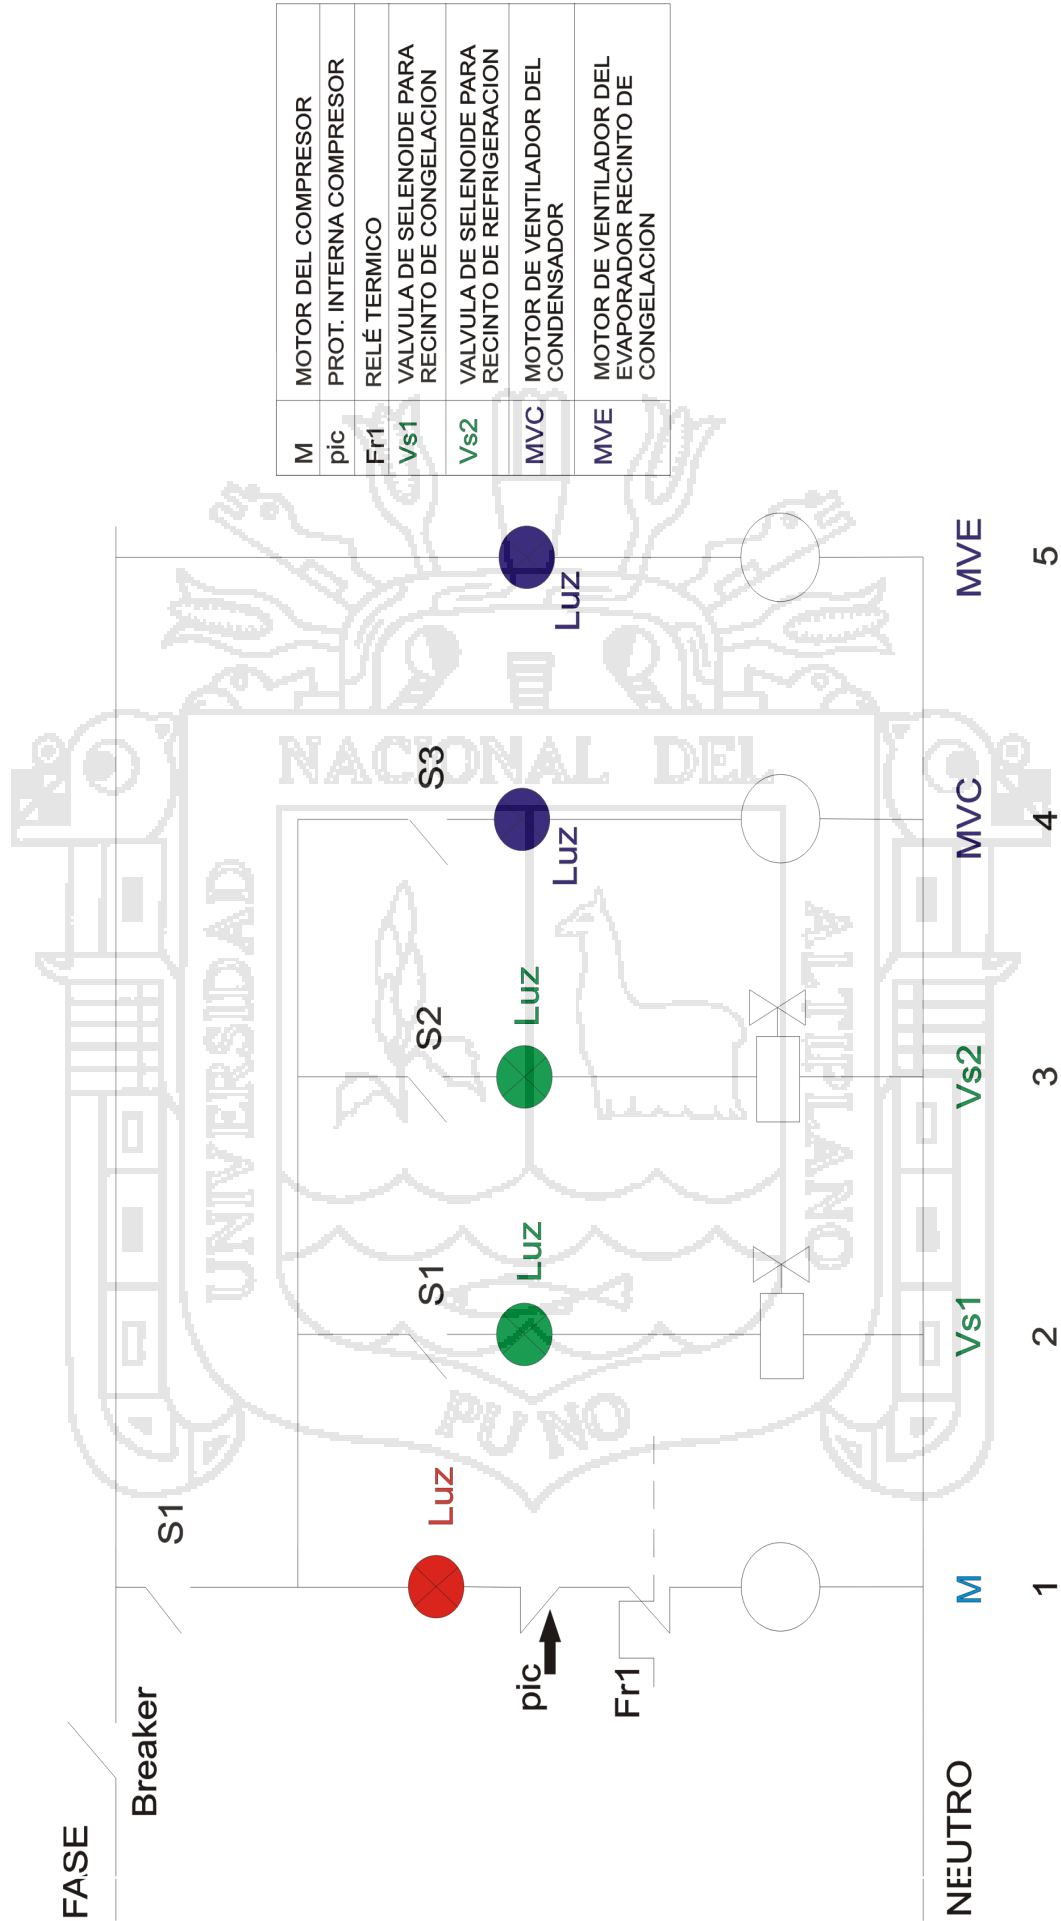 FASE
Breaker
S1
Luz
pic
Fr1
S1
Luz
S2
Luz
S3
Luz
Luz
NEUTRO
M
Vs1
Vs2
MVC
MVE
1
2
3
4
5
M MOTOR DEL COMPRESOR
pic PROT. INTERNA COMPRESOR
Fr1 RELÉ TERMICO
Vs1 VALVULA DE SELENOIDE PARA
RECINTO DE CONGELACION
Vs2 VALVULA DE SELENOIDE PARA
RECINTO DE REFRIGERACION
MVC MOTOR DE VENTILADOR DEL
CONDENSADOR
MVE MOTOR DE VENTILADOR DEL
EVAPORADOR RECINTO DE
CONGELACION
UNIVERSIDAD
NACIONAL DEL
ALTIPLANO
PUNO